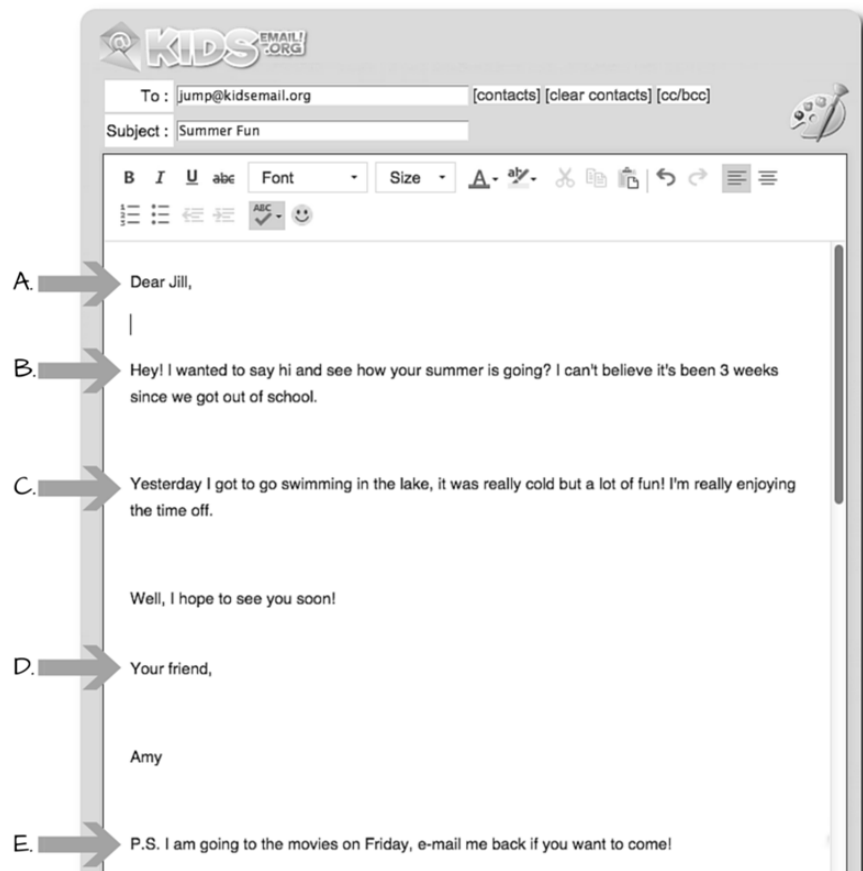 KIDS EMAIL! .ORG
To : jump@kidsemail.org [contacts] [clear contacts] [cc/bcc]
Subject : Summer Fun
B I U abc Font Size A ab
ABC
A. Dear Jill,
B. Hey! I wanted to say hi and see how your summer is going? I can't believe it's been 3 weeks
since we got out of school.
C. Yesterday I got to go swimming in the lake, it was really cold but a lot of fun! I'm really enjoying
the time off.
Well, I hope to see you soon!
D. Your friend,
Amy
E. P.S. I am going to the movies on Friday, e-mail me back if you want to come!